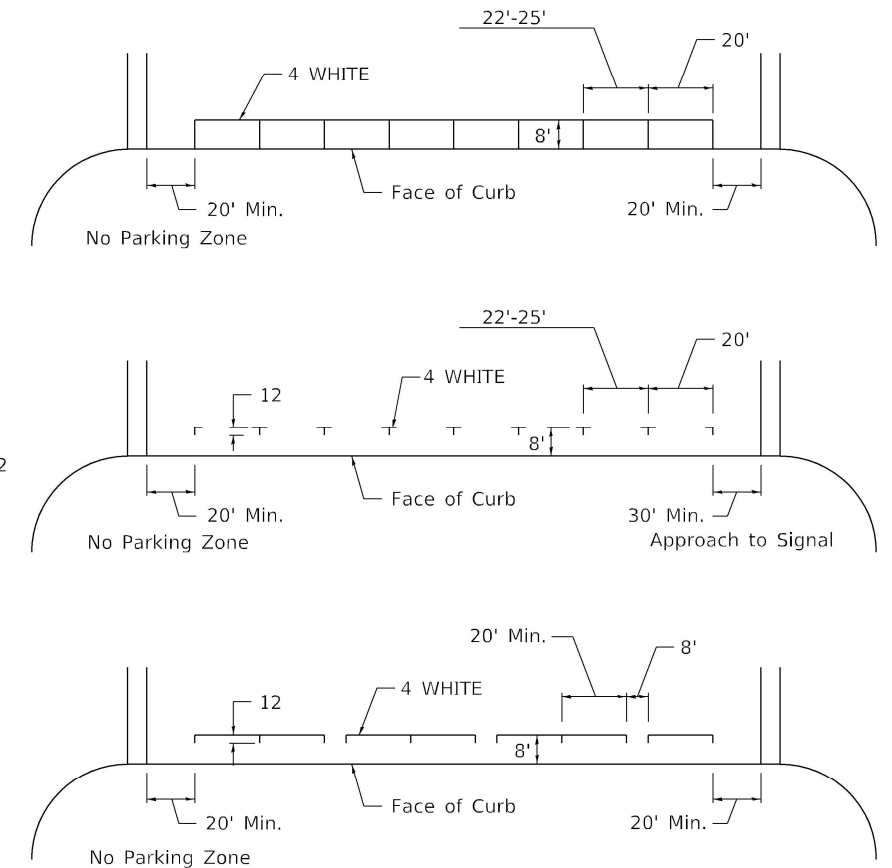 22'-25'
20'
4 WHITE
8'
Face of Curb
20' Min.
20' Min.
No Parking Zone
22'-25'
20'
4 WHITE
12
8'
2
Face of Curb
20' Min.
30' Min.
No Parking Zone
Approach to Signal
20' Min.
8'
4 WHITE
12
8'
Face of Curb
20' Min.
20' Min.
No Parking Zone